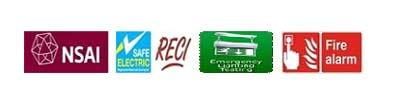 NSAI
SAFE
ELECTRIC
RECI
Emergency
Lighting
Testing
Fire
alarm